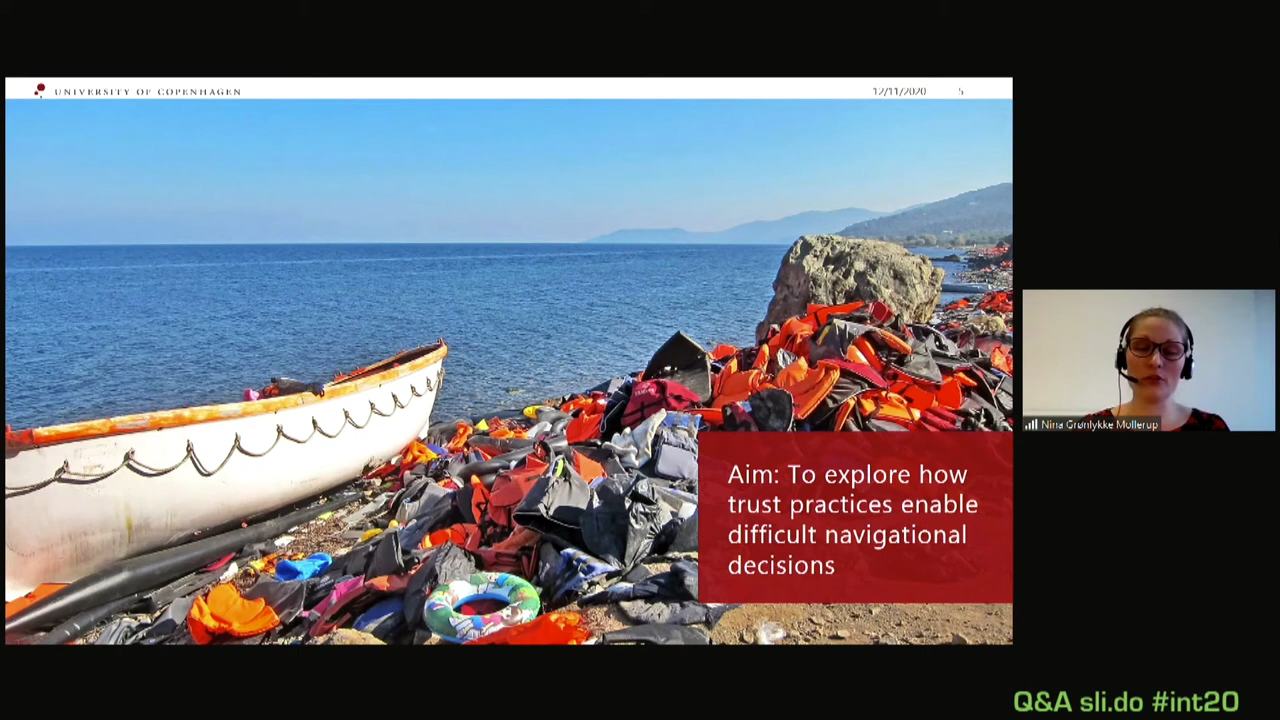 UNIVERSITY OF COPENHAGEN
12/11/2020 5
Aim: To explore how
trust practices enable
difficult navigational
decisions
Nina Grønlykke Mollerup
Q&A sli.do #int20